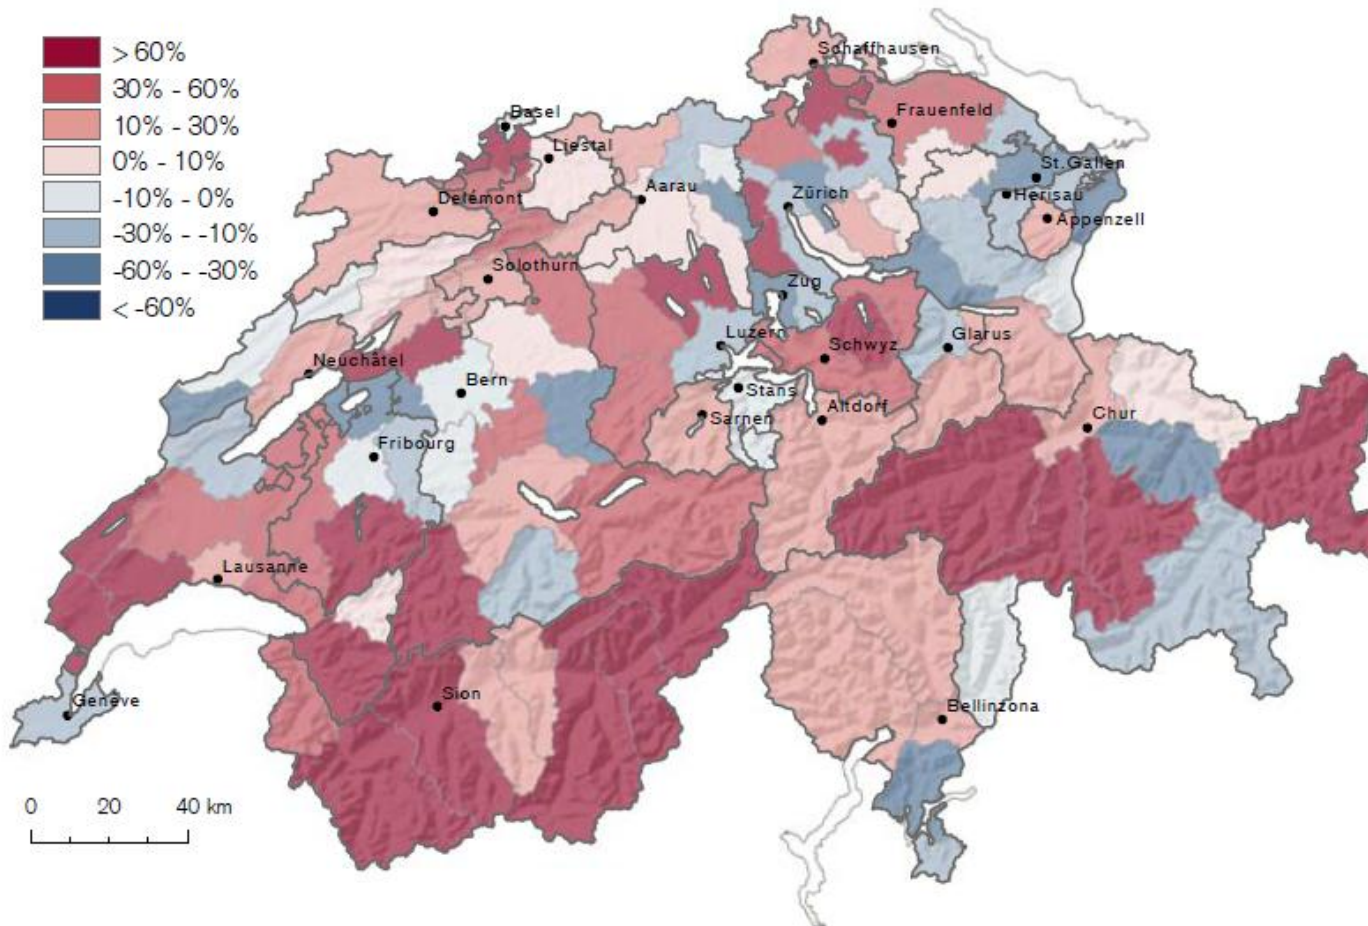 > 60%
30% - 60%
10% - 30%
0% - 10%
-10% - 0%
-30% - -10%
-60% - -30%
< -60%
Schaffhausen
Basel
Frauenfeld
Liestal
St.Gallen
Aarau
Zürich
Herisau
Delémont
Appenzell
Solothurn
Zug
Luzern
Glarus
Neuchâtel
Schwyz
Bern
Stans
Sarnen
Altdorf
Chur
Fribourg
Lausanne
Sion
Genève
Bellinzona
0 20 40 km